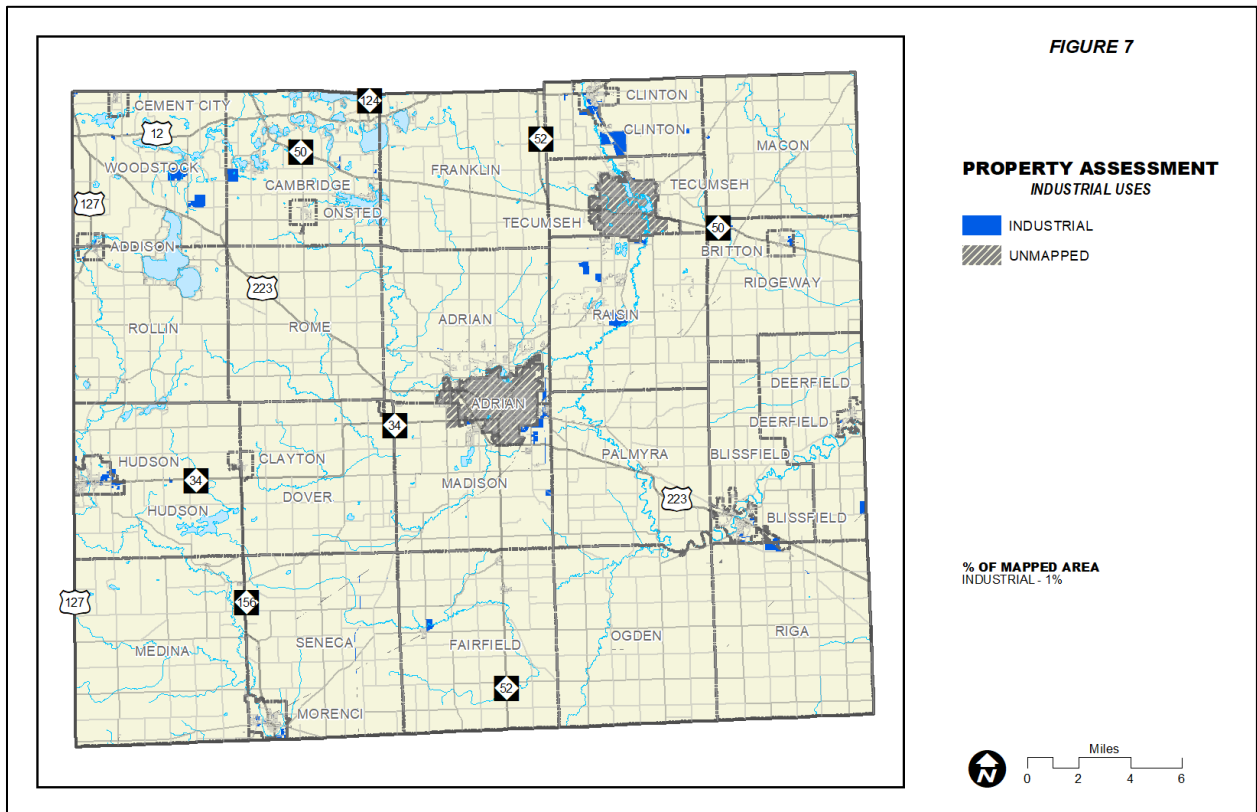 FIGURE 7
PROPERTY ASSESSMENT
INDUSTRIAL USES
INDUSTRIAL
UNMAPPED
% OF MAPPED AREA
INDUSTRIAL - 1%
Miles
0 2 4 6
N
CEMENT CITY
124
CLINTON
12
52
CLINTON
50
MACON
WOODSTOCK
FRANKLIN
CAMBRIDGE
TECUMSEH
127
ONSTED
TECUMSEH
50
ADDISON
BRITTON
223
RIDGEWAY
ROLLIN
ROME
ADRIAN
RAISIN
DEERFIELD
ADRIAN
DEERFIELD
34
HUDSON
CLAYTON
PALMYRA
BLISSFIELD
34
MADISON
DOVER
223
HUDSON
BLISSFIELD
127
156
MEDINA
SENECA
FAIRFIELD
OGDEN
RIGA
52
MORENCI